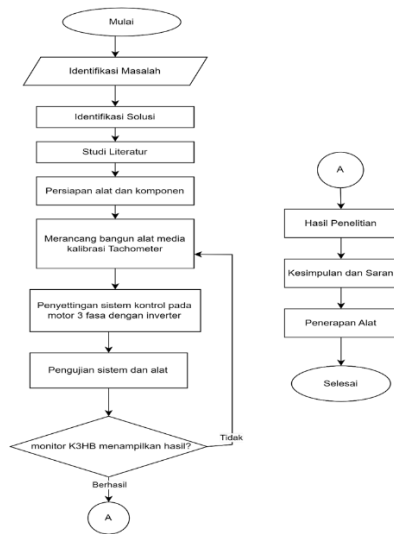 Mulai
Identifikasi Masalah
Identifikasi Solusi
Studi Literatur
Persiapan alat dan komponen
Merancang bangun alat media
kalibrasi Tachometer
Penyettingan sistem kontrol pada
motor 3 fasa dengan inverter
Pengujian sistem dan alat
monitor K3HB menampilkan hasil?
Tidak
Berhasil
A
A
Hasil Penelitian
Kesimpulan dan Saran
Penerapan Alat
Selesai